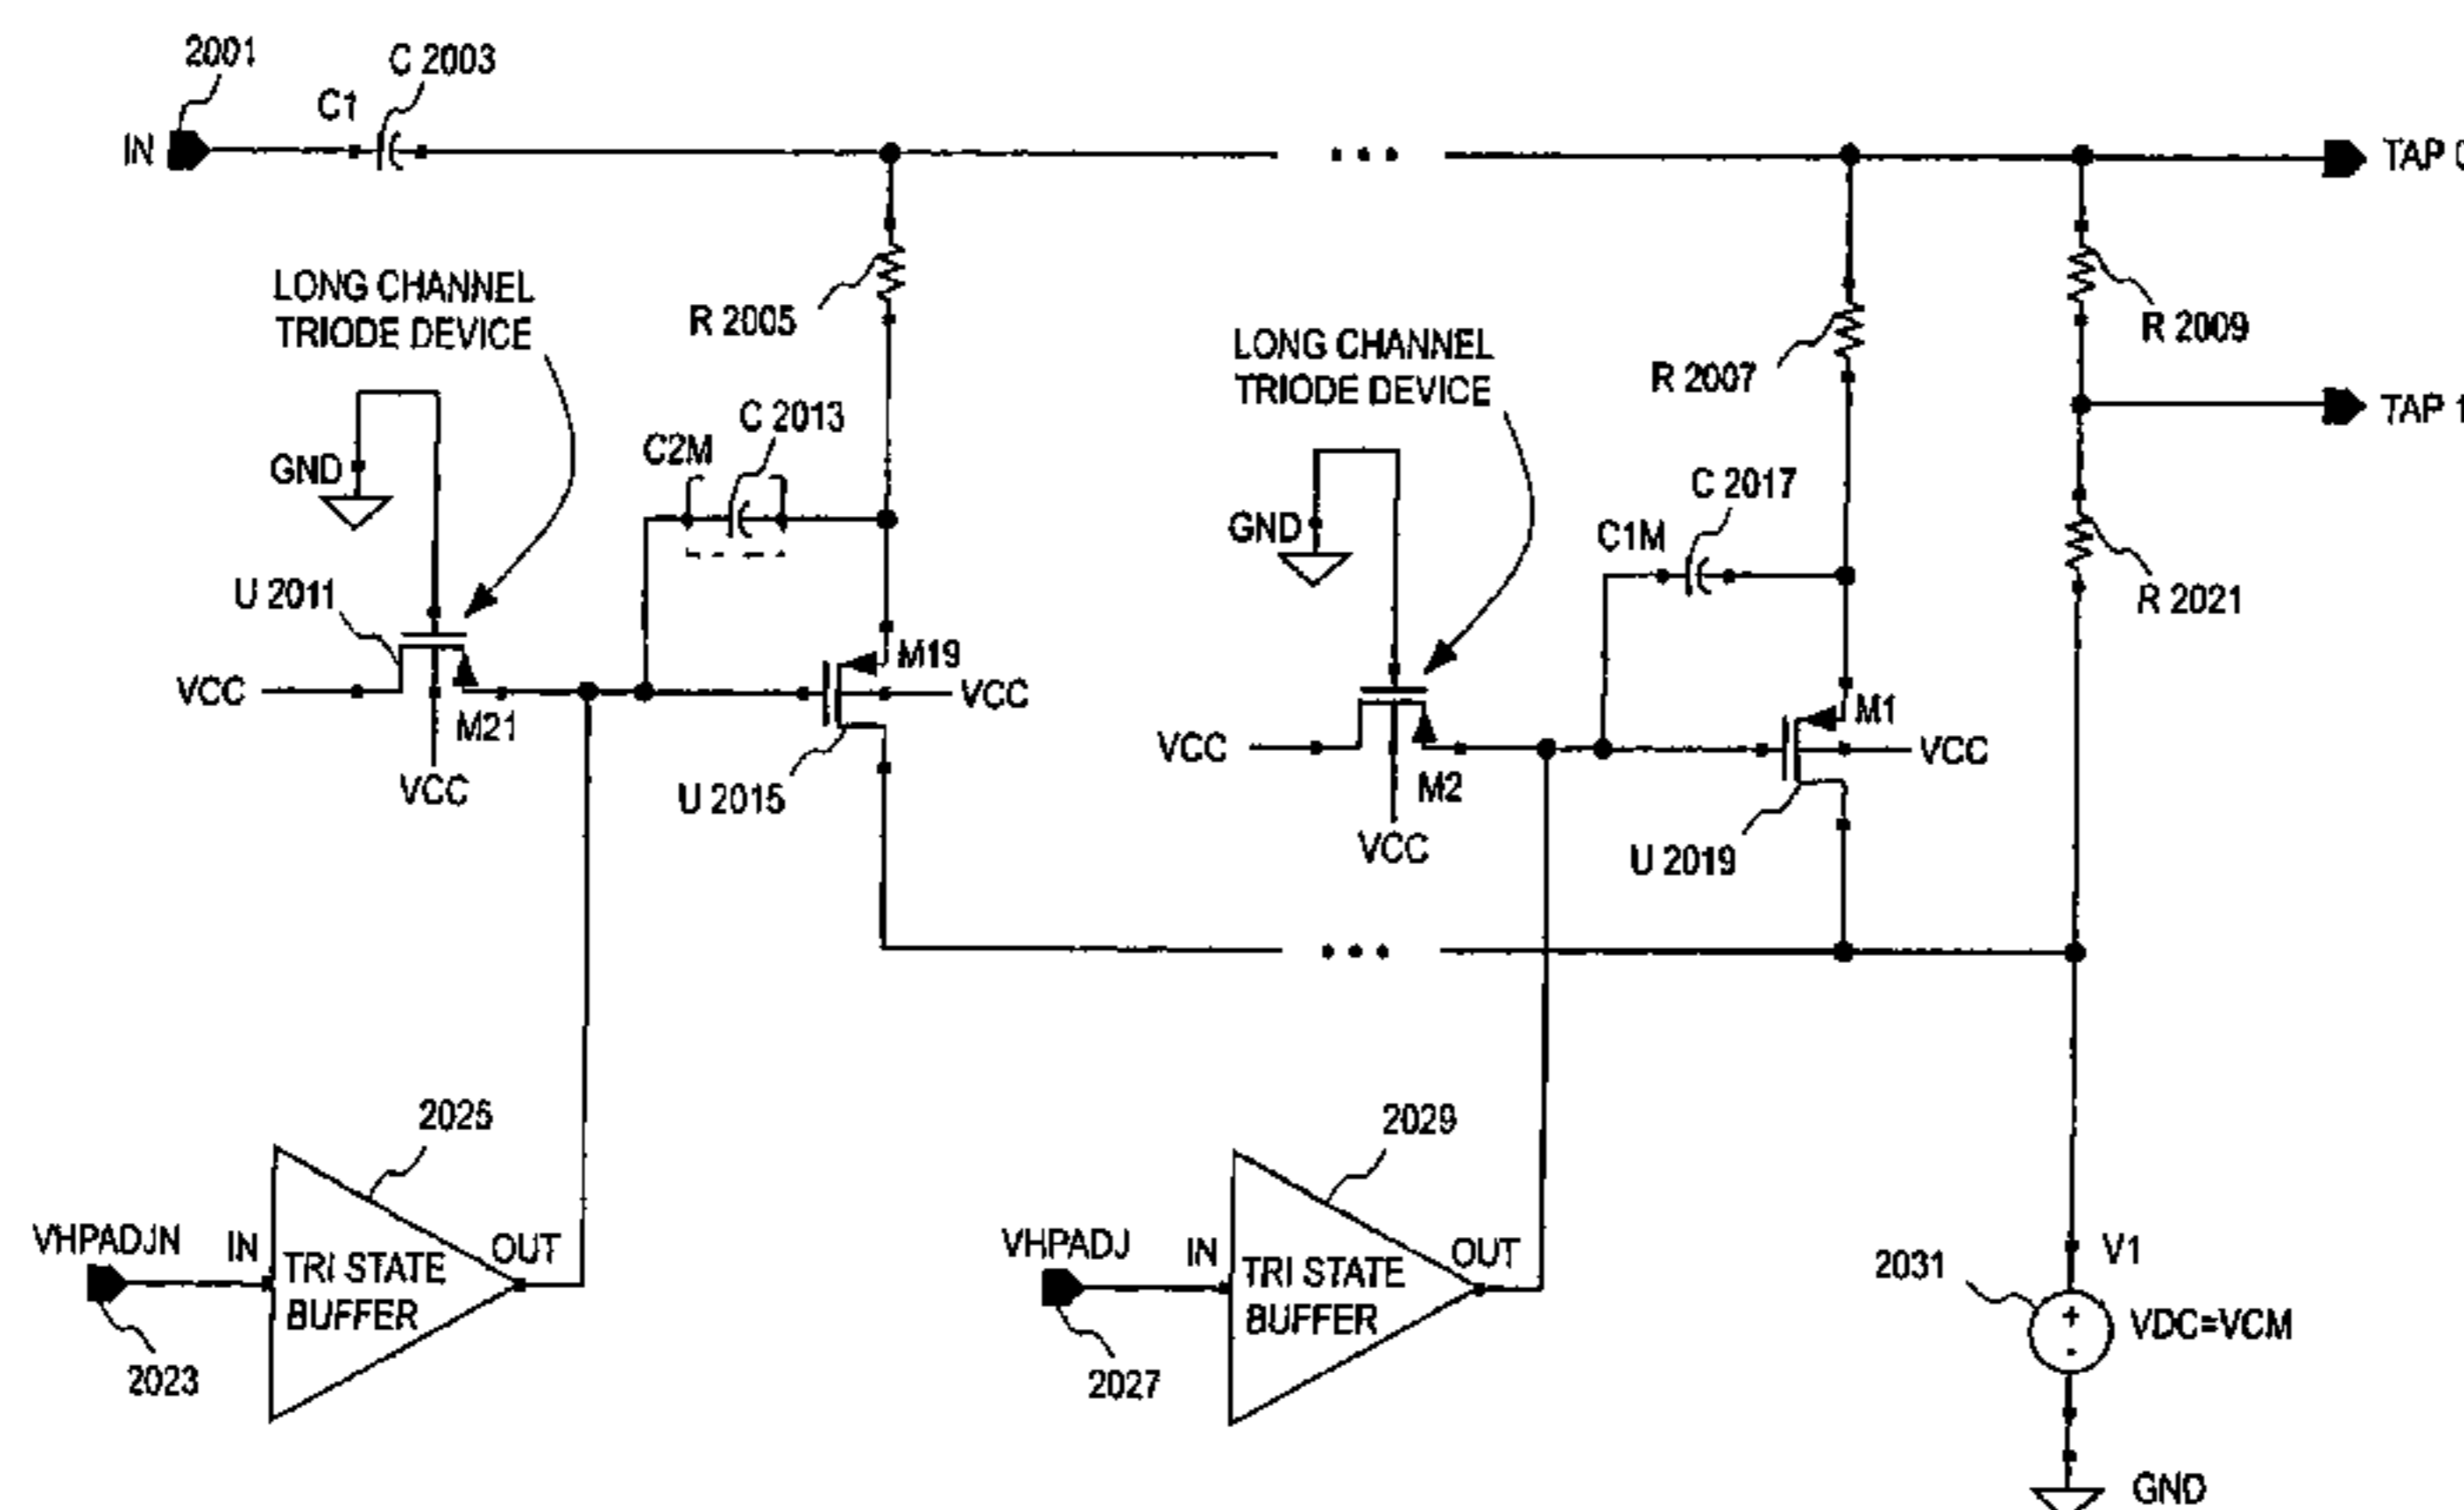 2001
C 2003
C1
IN
TAP 0
LONG CHANNEL
TRIODE DEVICE
R 2005
LONG CHANNEL
TRIODE DEVICE
R 2007
R 2009
TAP 1
GND
C2M
C 2013
GND
C1M
C 2017
U 2011
R 2021
VCC
M21
VCC
M19
VCC
U 2015
VCC
M2
VCC
M1
VCC
U 2019
2025
2029
VHPADJN
IN
TRI STATE
BUFFER
OUT
2023
VHPADJ
IN
TRI STATE
BUFFER
OUT
2027
2031
V1
+
-
VDC=VCM
GND